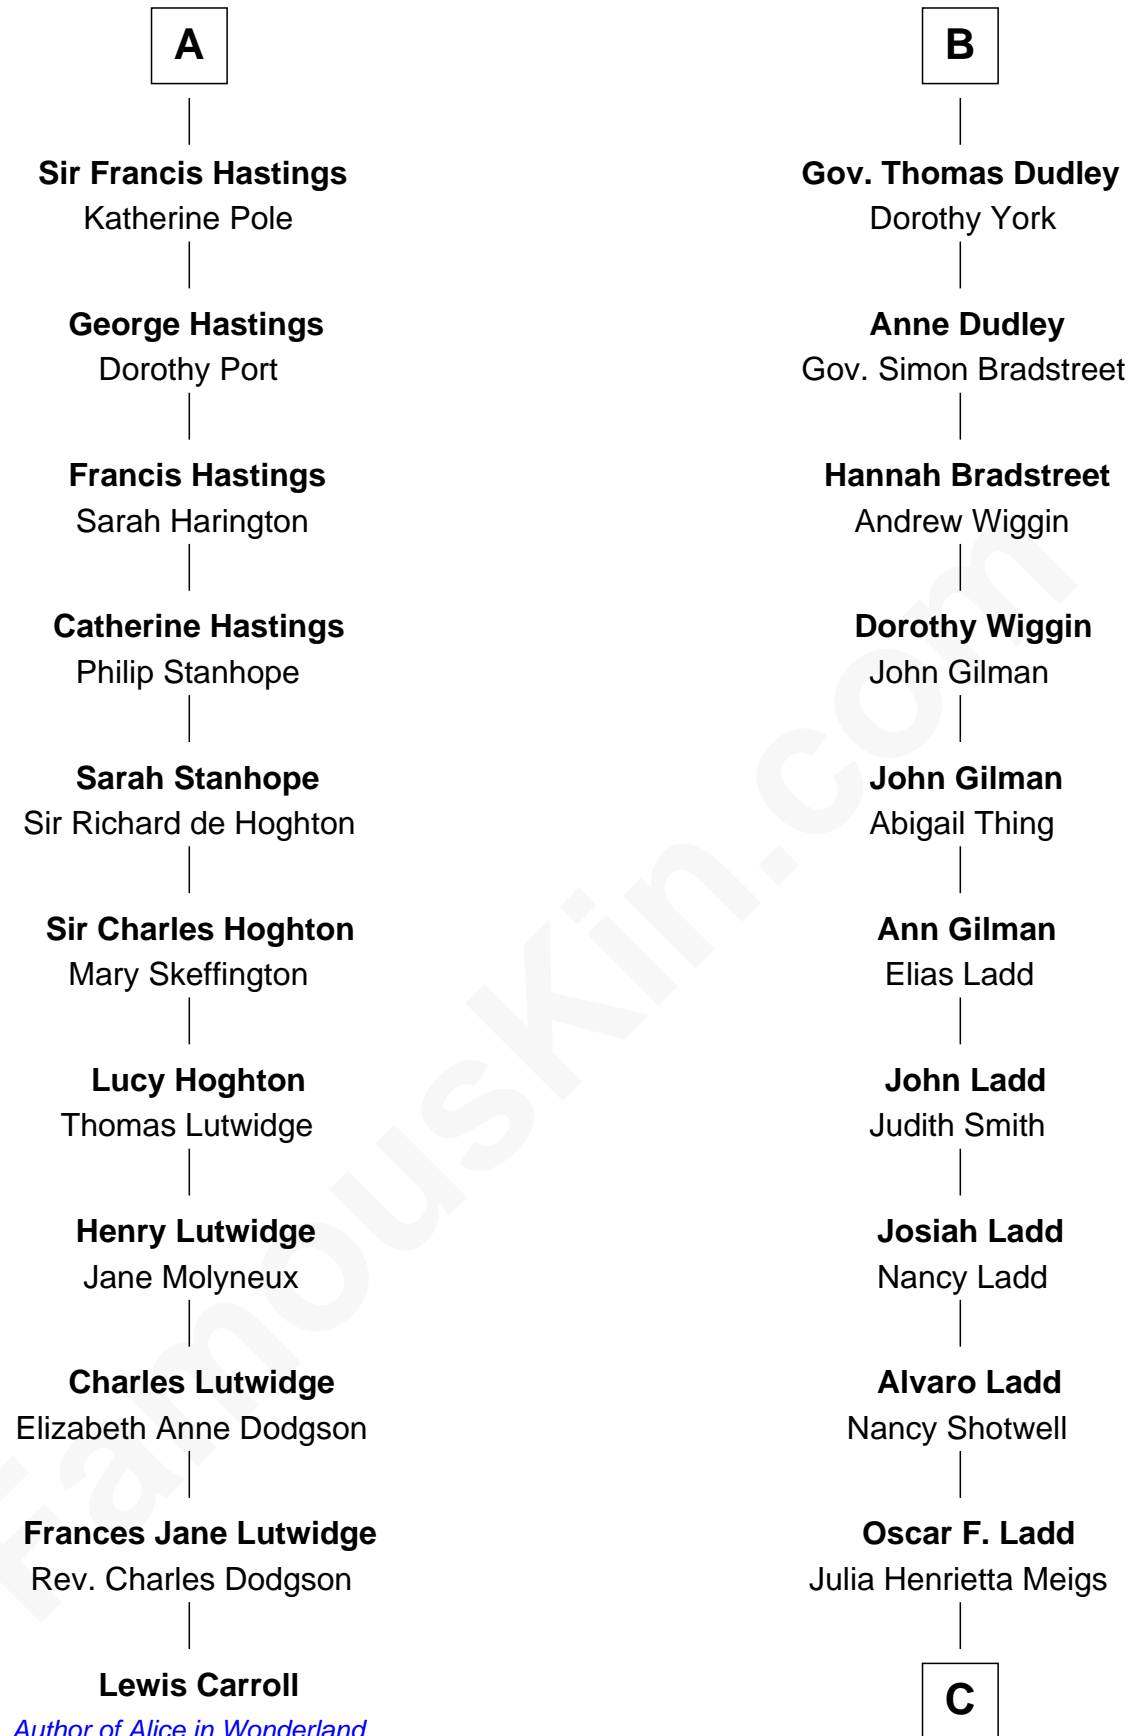 A
Sir Francis Hastings
Katherine Pole
George Hastings
Dorothy Port
Francis Hastings
Sarah Harington
Catherine Hastings
Philip Stanhope
Sarah Stanhope
Sir Richard de Hoghton
Sir Charles Hoghton
Mary Skeffington
Lucy Hoghton
Thomas Lutwidge
Henry Lutwidge
Jane Molyneux
Charles Lutwidge
Elizabeth Anne Dodgson
Frances Jane Lutwidge
Rev. Charles Dodgson
Lewis Carroll
Author of Alice in Wonderland
B
Gov. Thomas Dudley
Dorothy York
Anne Dudley
Gov. Simon Bradstreet
Hannah Bradstreet
Andrew Wiggin
Dorothy Wiggin
John Gilman
John Gilman
Abigail Thing
Ann Gilman
Elias Ladd
John Ladd
Judith Smith
Josiah Ladd
Nancy Ladd
Alvaro Ladd
Nancy Shotwell
Oscar F. Ladd
Julia Henrietta Meigs
C
FamousKin.com